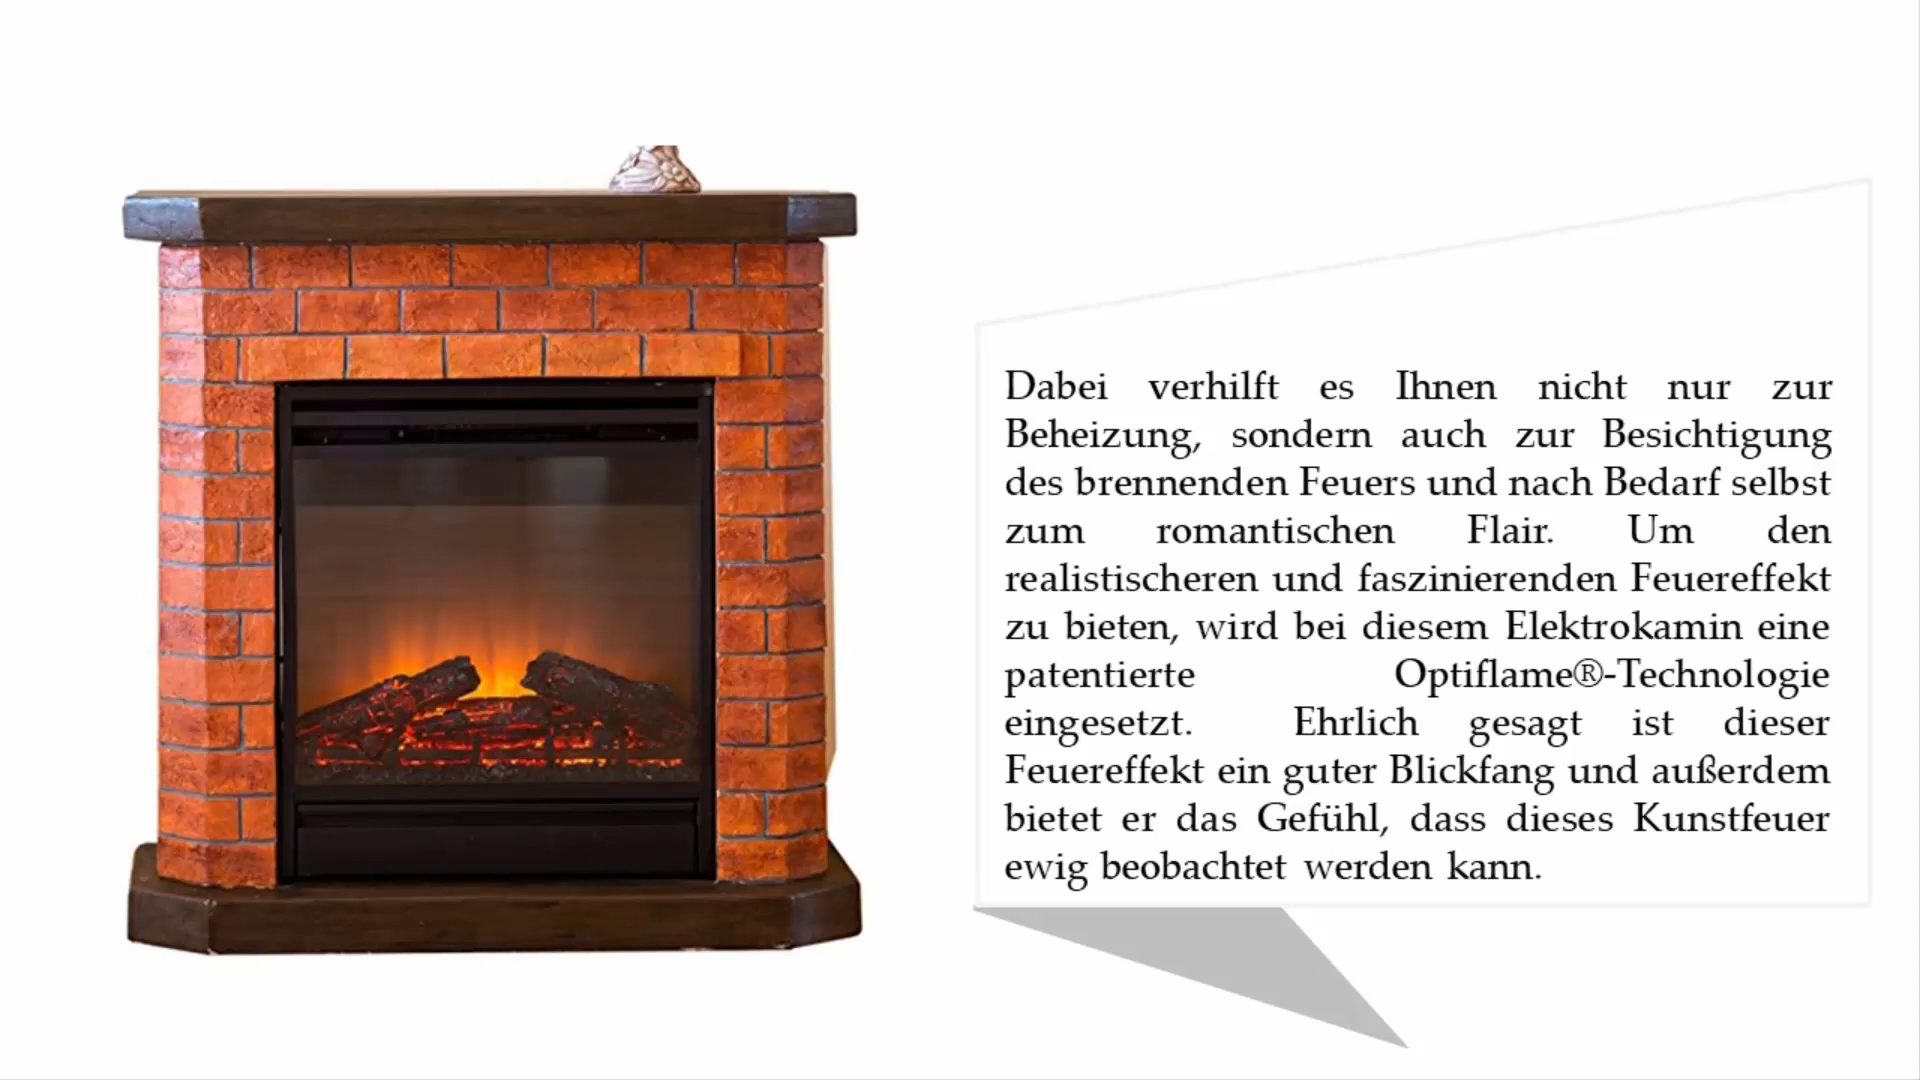 Dabei verhilft es Ihnen nicht nur zur
Beheizung, sondern auch zur Besichtigung
des brennenden Feuers und nach Bedarf selbst
zum romantischen Flair. Um den
realistischeren und faszinierenden Feuereffekt
zu bieten, wird bei diesem Elektrokamin eine
patentierte Optiflame®-Technologie
eingesetzt. Ehrlich gesagt ist dieser
Feuereffekt ein guter Blickfang und außerdem
bietet er das Gefühl, dass dieses Kunstfeuer
ewig beobachtet werden kann.